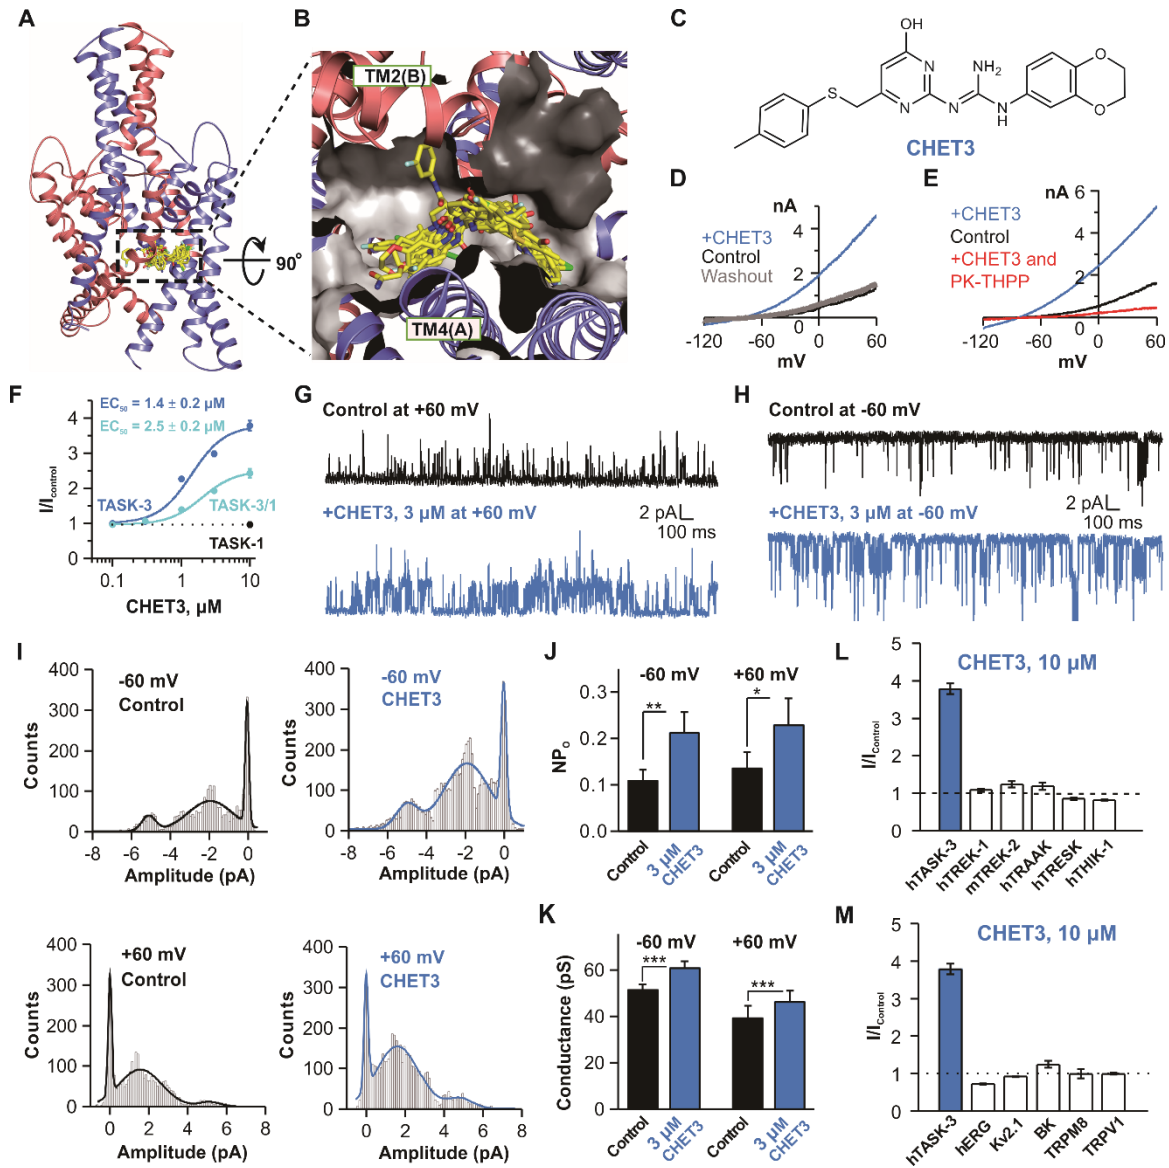 A
B
TM2(B)
TM4(A)
90°
C
OH
N
N
NH2
S
N
N
H
O
O
CHET3
D
nA
+CHET3
Control
Washout
4
2
-120
0
60
mV
E
nA
6
+CHET3
Control
+CHET3 and
PK-THPP
4
2
-120
0
60
mV
F
EC50 = 1.4 ± 0.2 µM
EC50 = 2.5 ± 0.2 µM
4
3
2
1
0
I/Icontrol
TASK-3
TASK-3/1
TASK-1
0.1
1
10
CHET3, µM
G
Control at +60 mV
+CHET3, 3 µM at +60 mV
2 pA
100 ms
H
Control at -60 mV
+CHET3, 3 µM at -60 mV
2 pA
100 ms
I
400
300
200
100
0
Counts
-60 mV
Control
-8 -6 -4 -2 0
Amplitude (pA)
400
300
200
100
0
Counts
-60 mV
CHET3
-8 -6 -4 -2 0
Amplitude (pA)
400
300
200
100
0
Counts
+60 mV
Control
0 2 4 6 8
Amplitude (pA)
400
300
200
100
0
Counts
+60 mV
CHET3
0 2 4 6 8
Amplitude (pA)
J
-60 mV +60 mV
** *
0.3
0.2
0.1
0.0
NPo
Control
3 µM
CHET3
Control
3 µM
CHET3
K
-60 mV +60 mV
*** ***
60
40
20
0
Conductance (pS)
Control
3 µM
CHET3
Control
3 µM
CHET3
L
CHET3, 10 µM
5
4
3
2
1
0
I/IControl
hTASK-3
hTREK-1
mTREK-2
hTRAAK
hTRESK
hTHIK-1
M
CHET3, 10 µM
5
4
3
2
1
0
I/IControl
hTASK-3
hERG
Kv2.1
BK
TRPM8
TRPV1